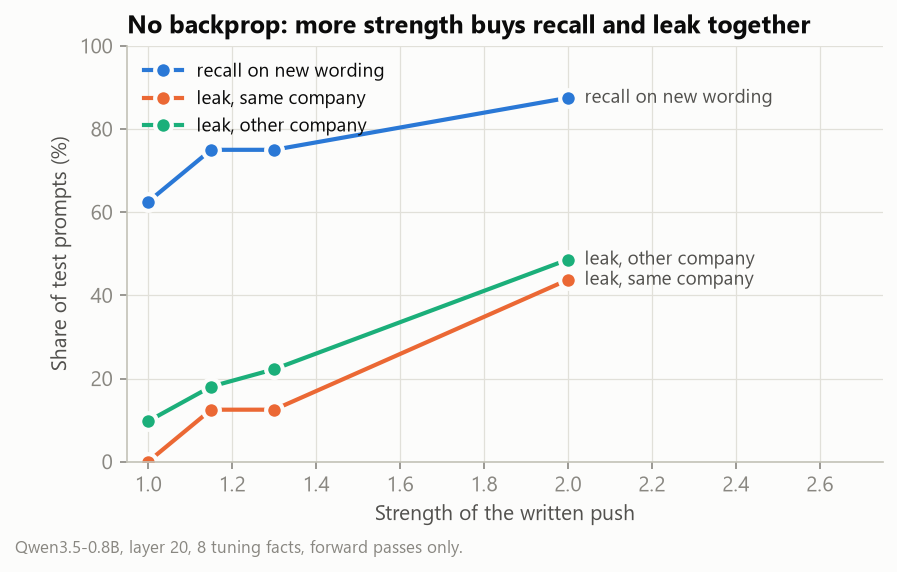 No backprop: more strength buys recall and leak together
100
80
60
40
20
0
Share of test prompts (%)
recall on new wording
leak, same company
leak, other company
recall on new wording
leak, other company
leak, same company
1.0 1.2 1.4 1.6 1.8 2.0 2.2 2.4 2.6
Strength of the written push
Qwen3.5-0.8B, layer 20, 8 tuning facts, forward passes only.